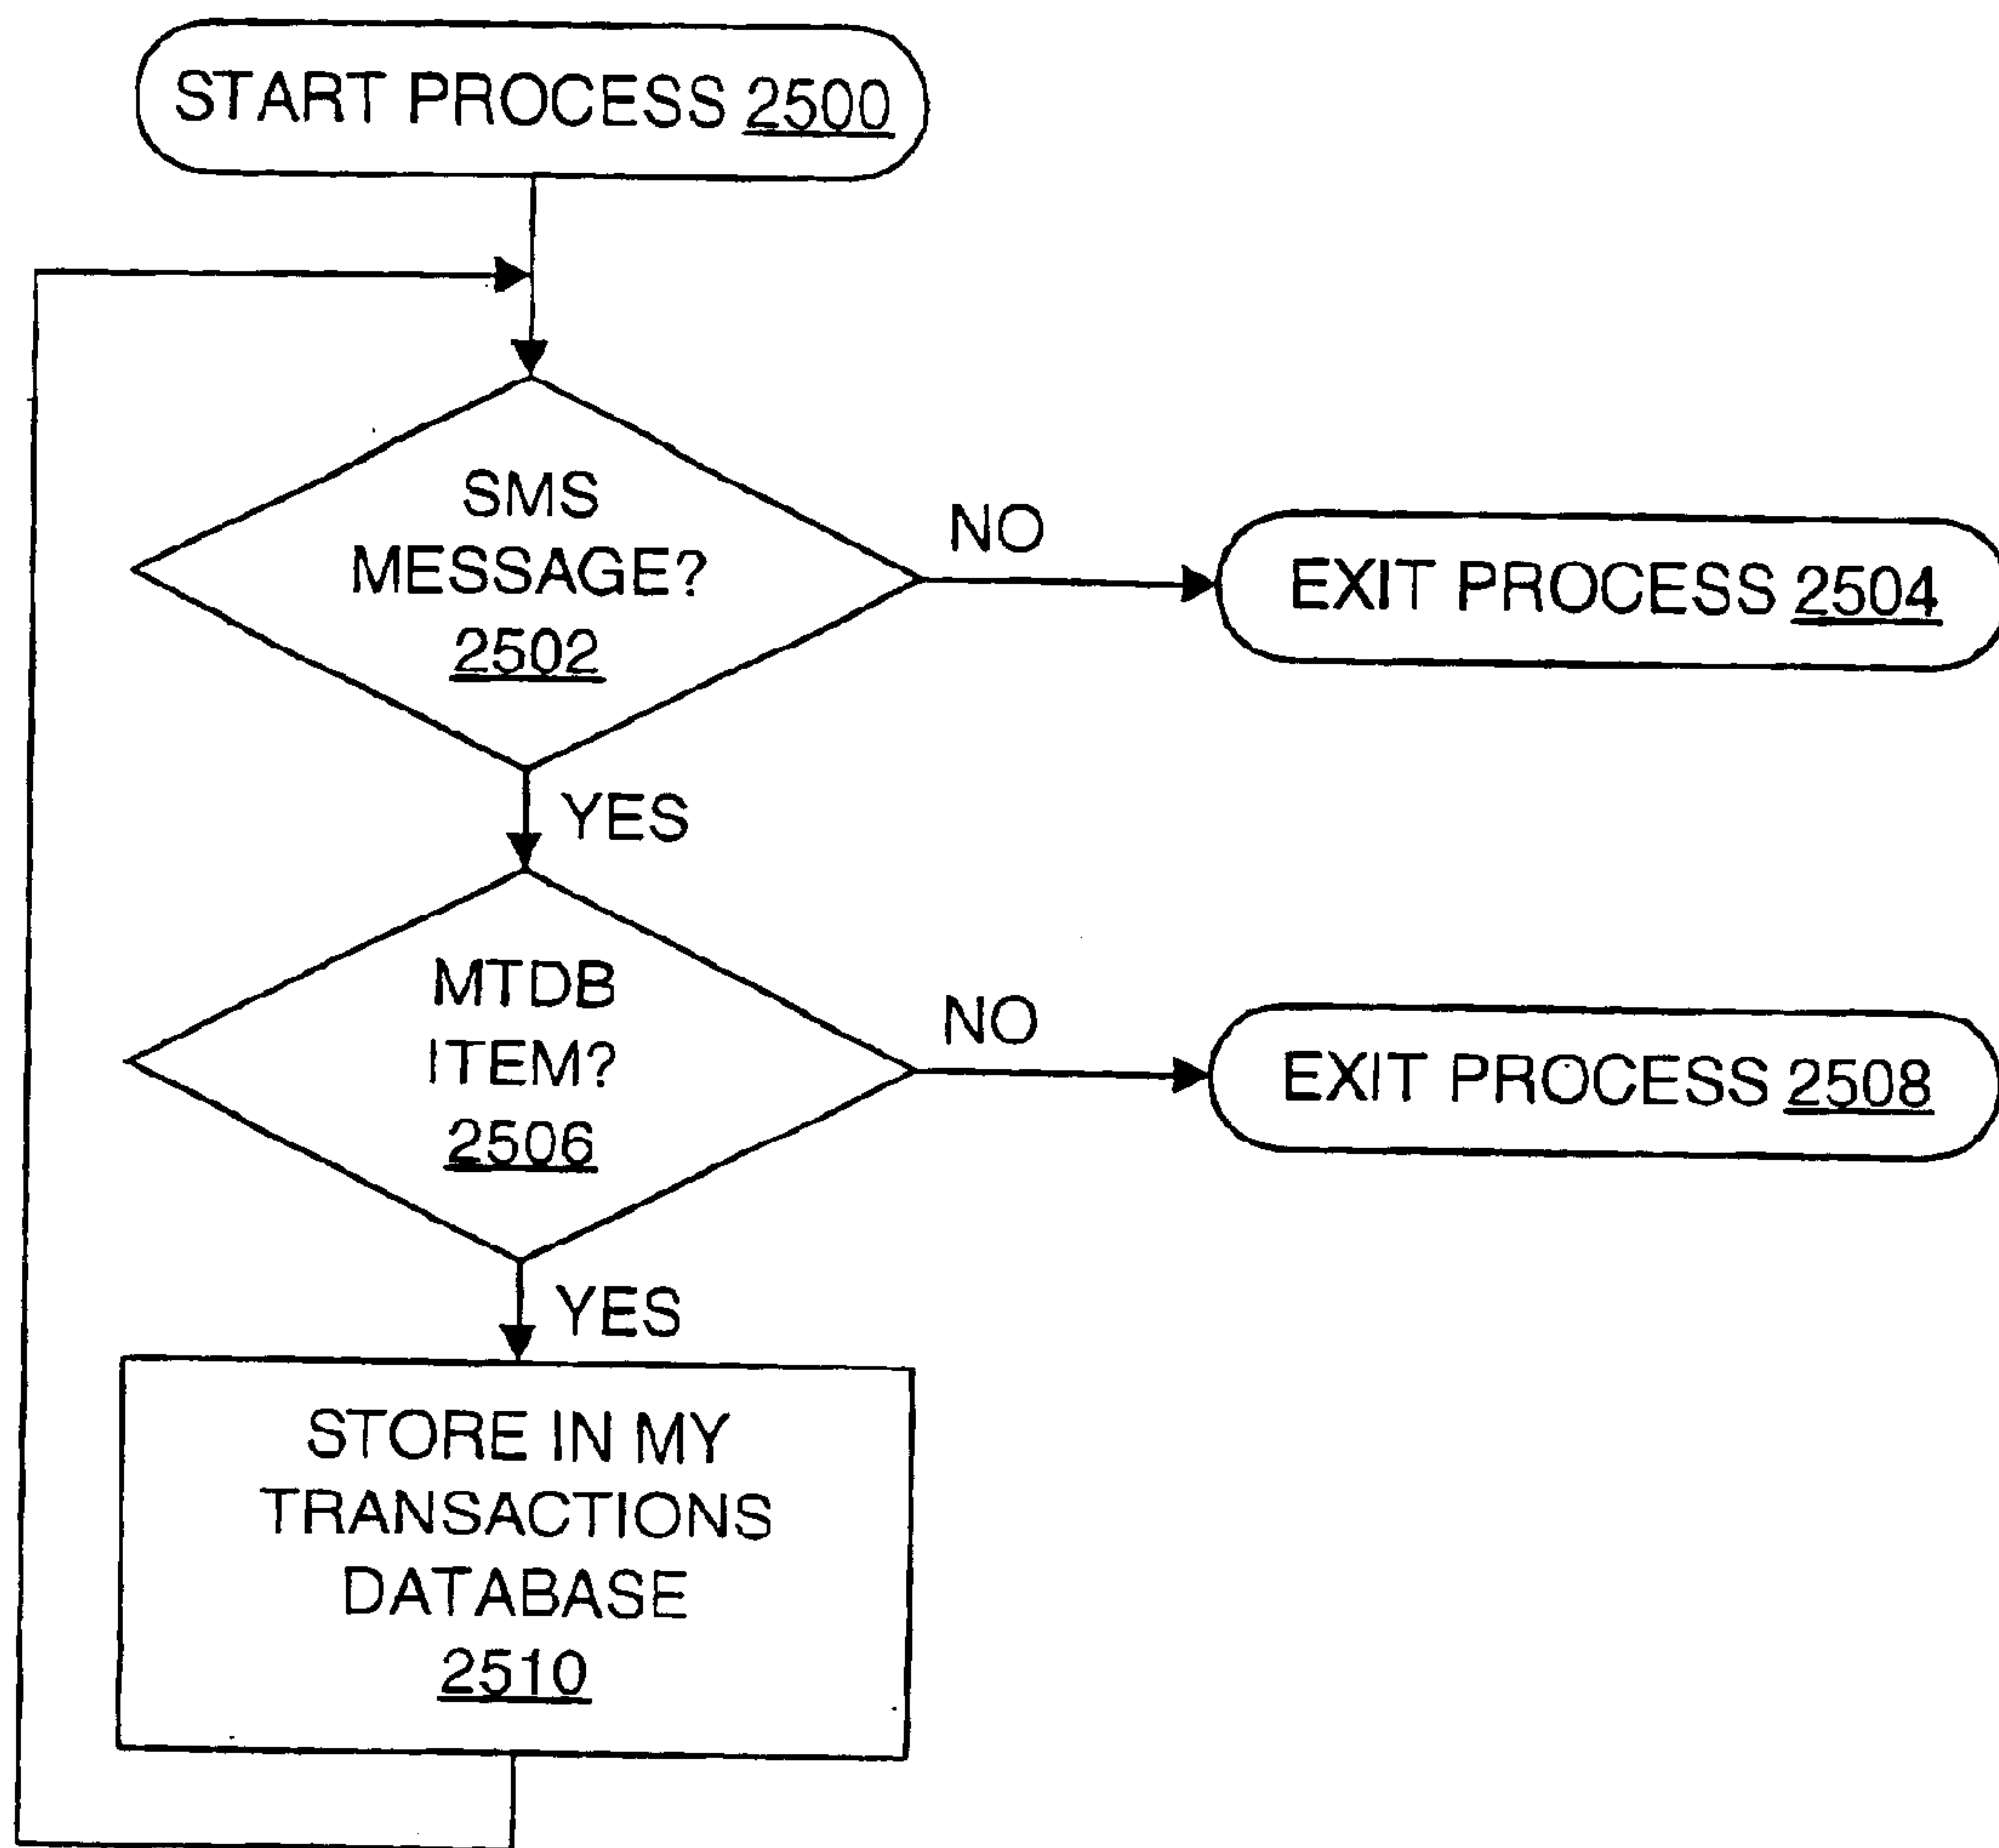 START PROCESS 2500
SMS
MESSAGE?
2502
NO
EXIT PROCESS 2504
YES
MTDB
ITEM?
2506
NO
EXIT PROCESS 2508
YES
STORE IN MY
TRANSACTIONS
DATABASE
2510